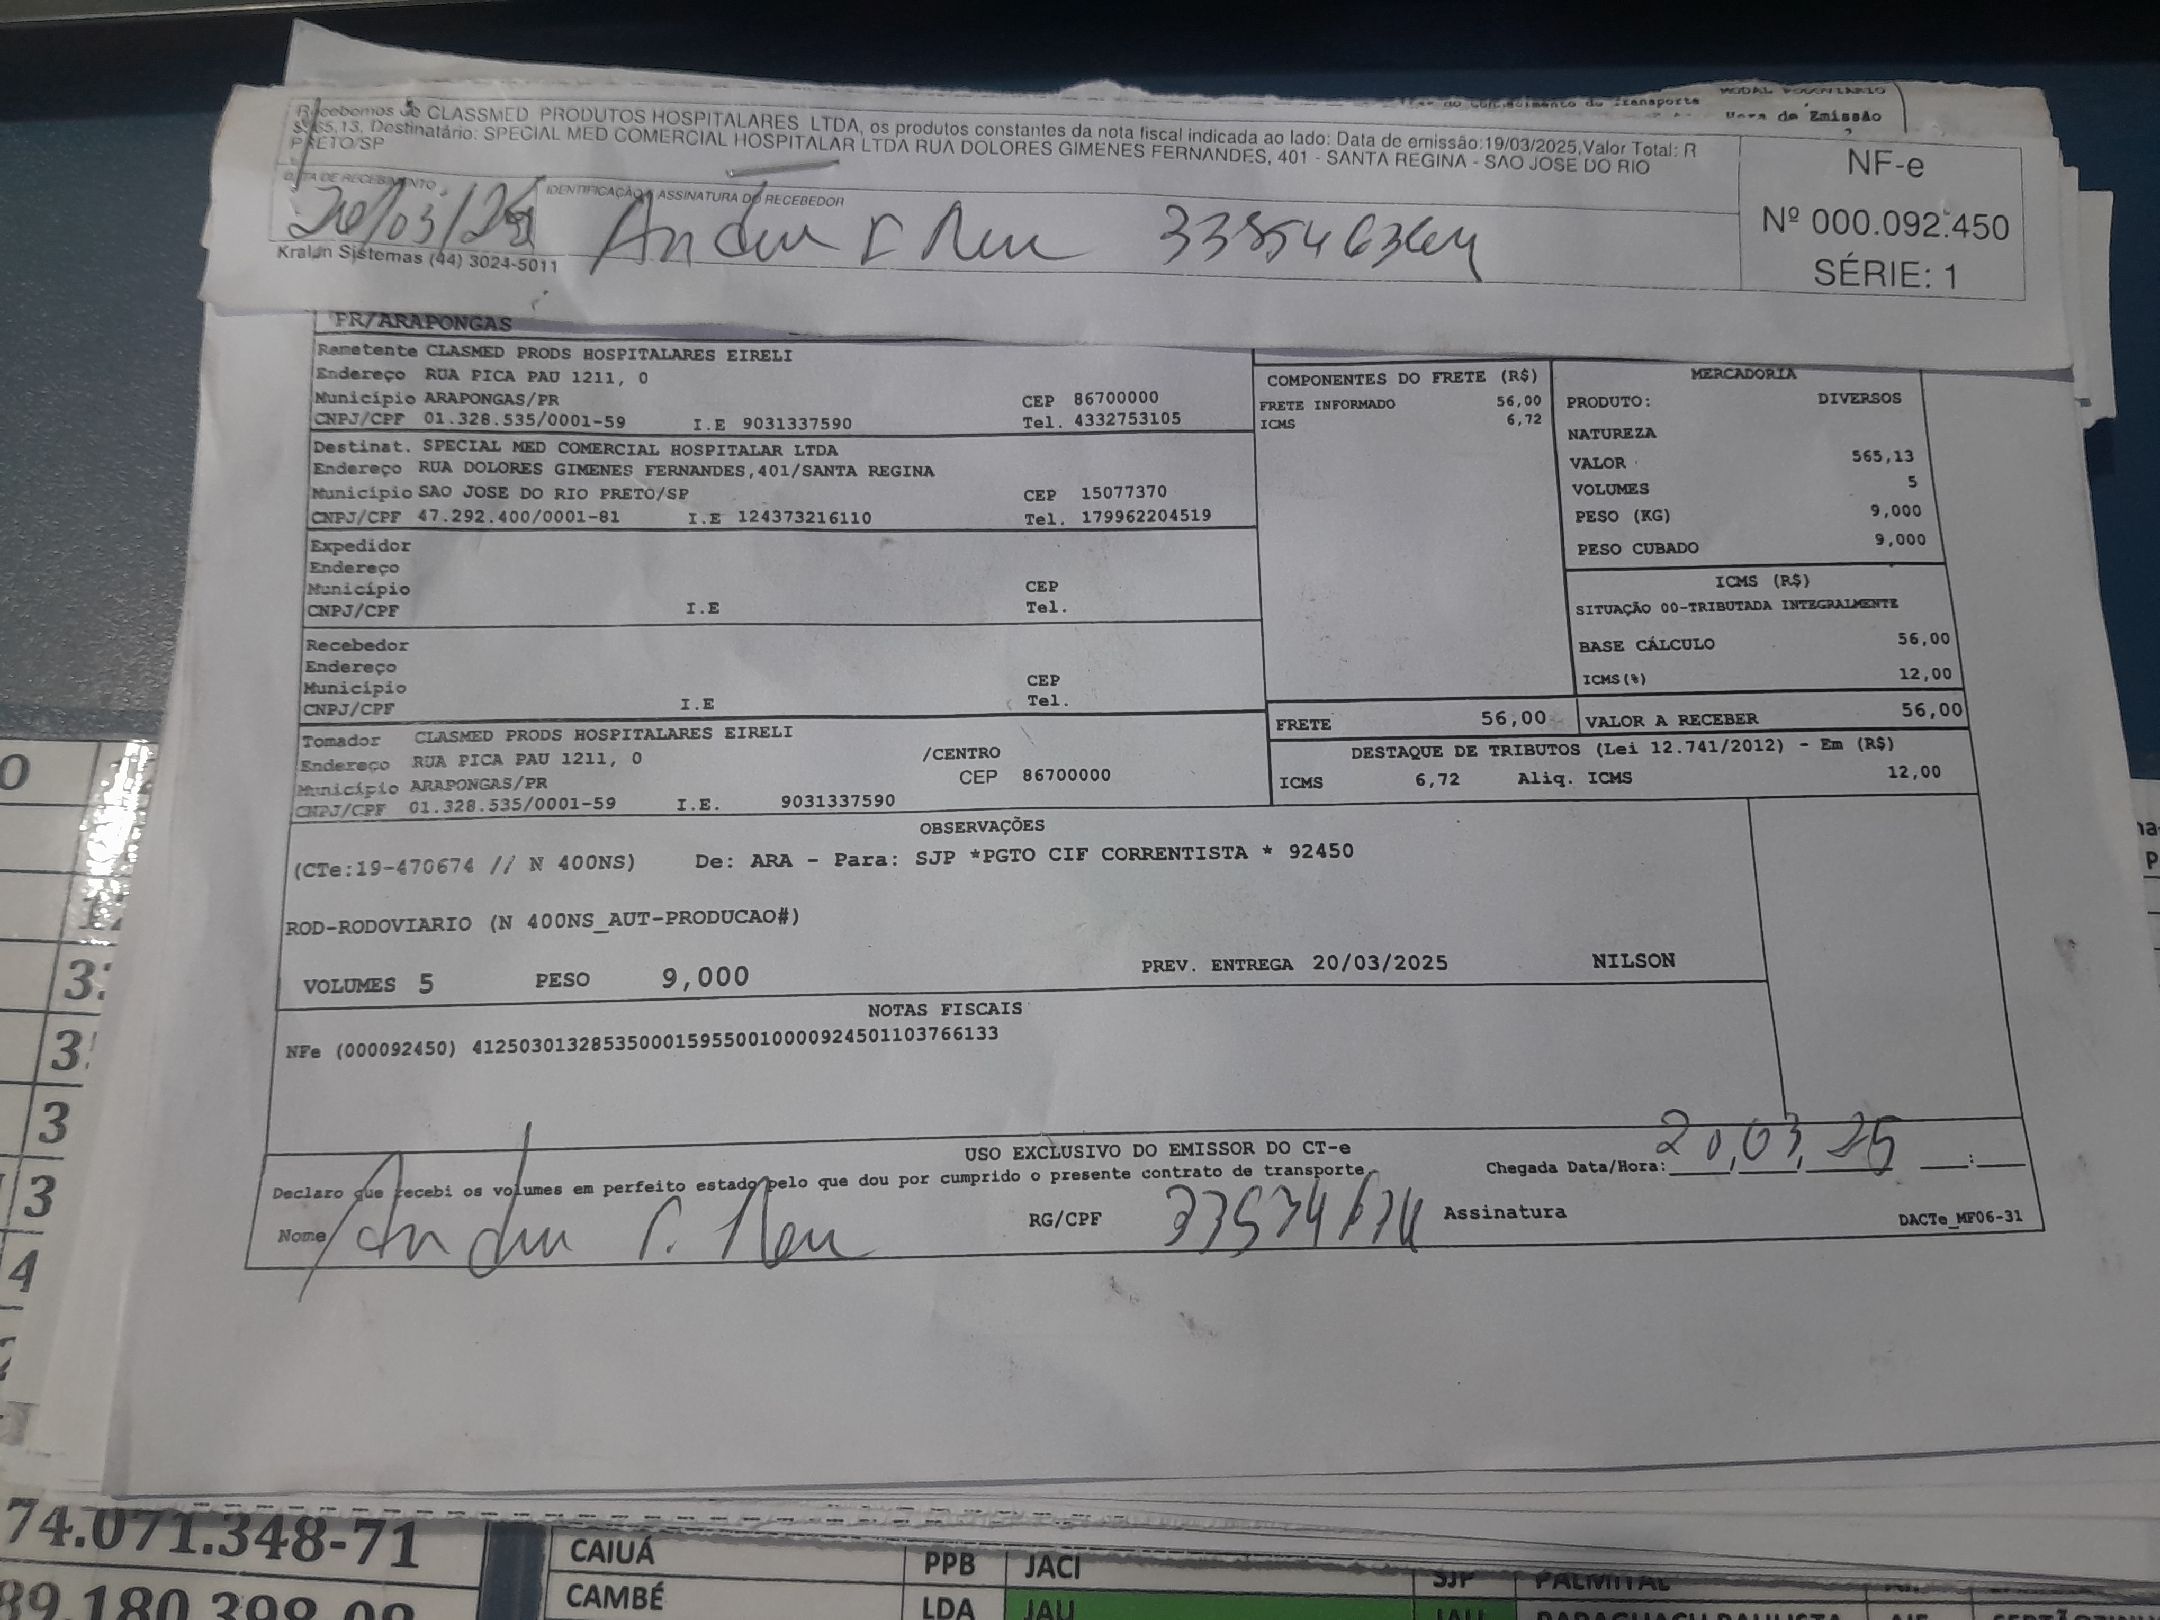 Recebemos de CLASSMED PRODUTOS HOSPITALARES LTDA, os produtos constantes da nota fiscal indicada ao lado: Data de emissão:19/03/2025,Valor Total: R
Destinatário: SPECIAL MED COMERCIAL HOSPITALAR LTDA RUA DOLORES GIMENES FERNANDES, 401 - SANTA REGINA - SAO JOSE DO RIO
PRETO/SP
Hora de Emissão
DATA DE RECEBIMENTO
IDENTIFICAÇÃO ASSINATURA DO RECEBEDOR
20/03/25
Kralan Sistemas (44) 3024-5011
NF-e
Nº 000.092.450
SÉRIE: 1
PR/ARAPONGAS
Remetente CLASMED PRODS HOSPITALARES EIRELI
Endereço RUA PICA PAU 1211, 0
Município ARAPONGAS/PR CEP 86700000
CNPJ/CPF 01.328.535/0001-59 I.E 9031337590 Tel. 4332753105
Destinat. SPECIAL MED COMERCIAL HOSPITALAR LTDA
Endereço RUA DOLORES GIMENES FERNANDES,401/SANTA REGINA
Município SAO JOSE DO RIO PRETO/SP CEP 15077370
CNPJ/CPF 47.292.400/0001-81 I.E 124373216110 Tel. 179962204519
Expedidor
Endereço
Município CEP
CNPJ/CPF I.E Tel.
Recebedor
Endereço
Município CEP
CNPJ/CPF I.E Tel.
Tomador CLASMED PRODS HOSPITALARES EIRELI
Endereço RUA PICA PAU 1211, 0 /CENTRO
Município ARAPONGAS/PR CEP 86700000
CNPJ/CPF 01.328.535/0001-59 I.E. 9031337590
COMPONENTES DO FRETE (R$)
FRETE INFORMADO 56,00
ICMS 6,72
MERCADORIA
PRODUTO: DIVERSOS
NATUREZA
VALOR 565,13
VOLUMES 5
PESO (KG) 9,000
PESO CUBADO 9,000
ICMS (R$)
SITUAÇÃO 00-TRIBUTADA INTEGRALMENTE
BASE CÁLCULO 56,00
ICMS(%) 12,00
FRETE 56,00 VALOR A RECEBER 56,00
DESTAQUE DE TRIBUTOS (Lei 12.741/2012) - Em (R$)
ICMS 6,72 Aliq. ICMS 12,00
OBSERVAÇÕES
(CTe:19-470674 // N 400NS) De: ARA - Para: SJP *PGTO CIF CORRENTISTA * 92450
ROD-RODOVIARIO (N 400NS_AUT-PRODUCAO#)
VOLUMES 5 PESO 9,000 PREV. ENTREGA 20/03/2025 NILSON
NOTAS FISCAIS
NFe (000092450) 41250301328535000159550010000924501103766133
USO EXCLUSIVO DO EMISSOR DO CT-e
Declaro que recebi os volumes em perfeito estado pelo que dou por cumprido o presente contrato de transporte.
Chegada Data/Hora: 20,03,25 :
Nome RG/CPF Assinatura
DACTe_MF06-31
74.071.348-71
CAIUÁ PPB JACI SJP PALMITAL
CAMBÉ LDA JAU